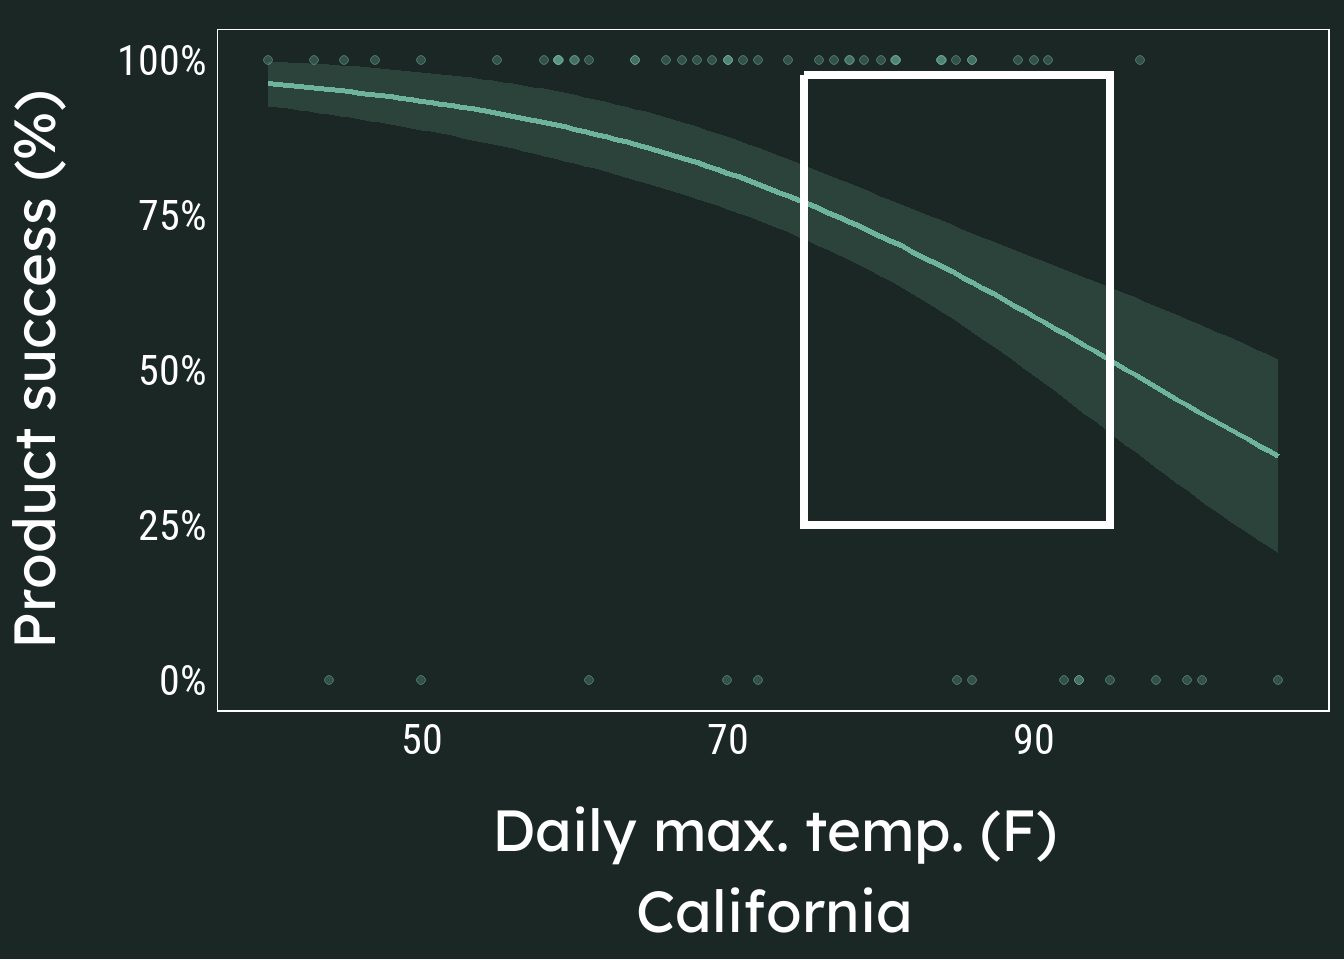 Product success (%)
100%
75%
50%
25%
0%
50 70 90
Daily max. temp. (F)
California